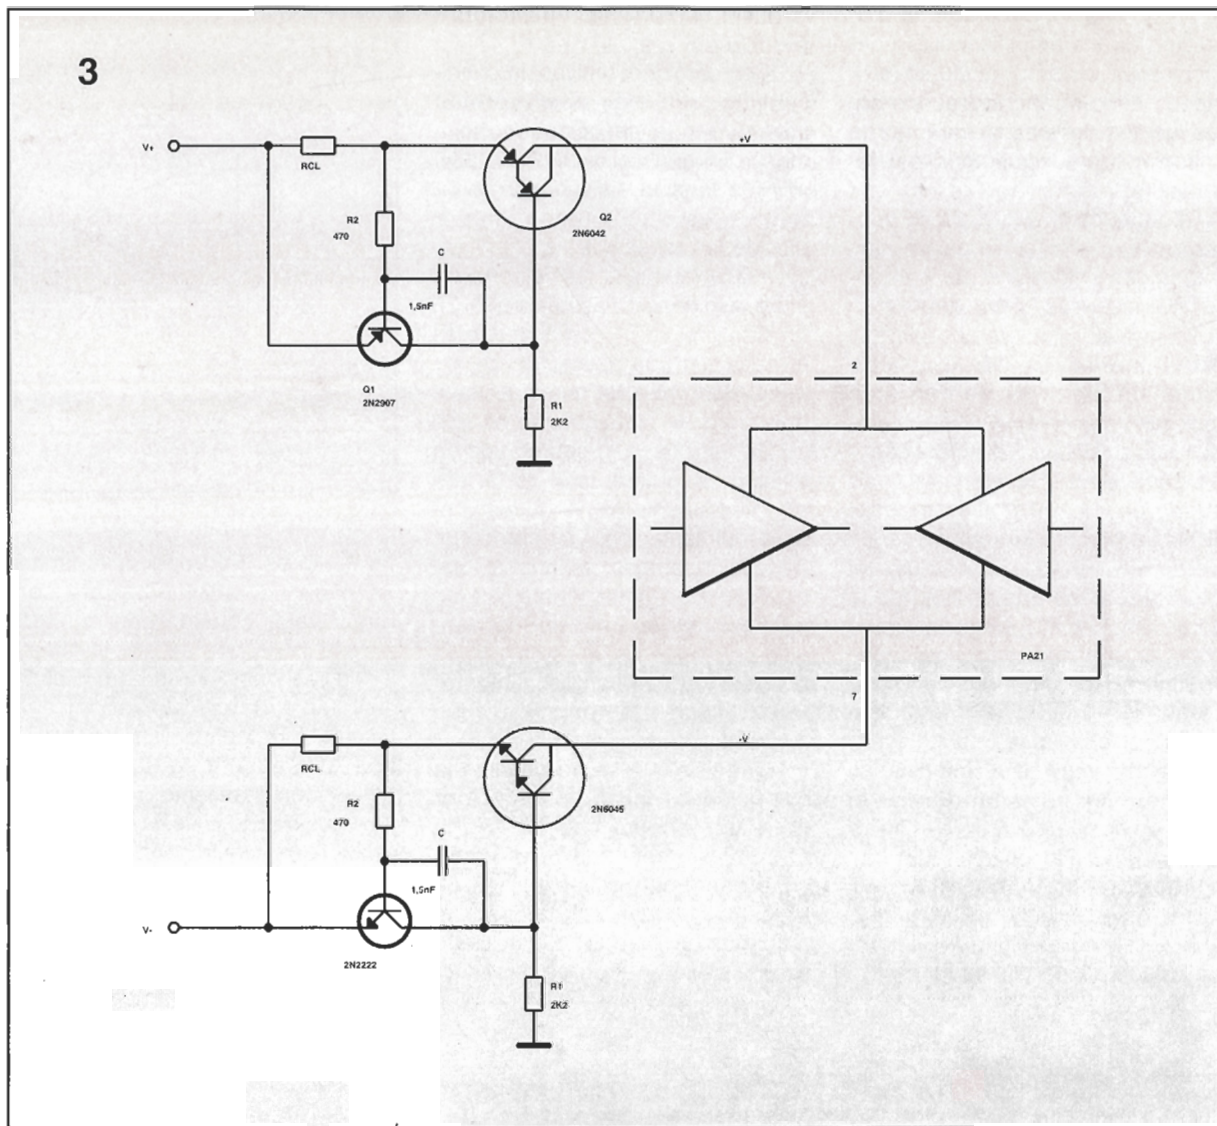 3
V+
RCL
+V
R2
470
Q2
2N6042
C
1,5nF
Q1
2N2907
R1
2K2
2
PA21
7
-V
RCL
R2
470
2N6045
C
1,5nF
V-
2N2222
R1
2K2